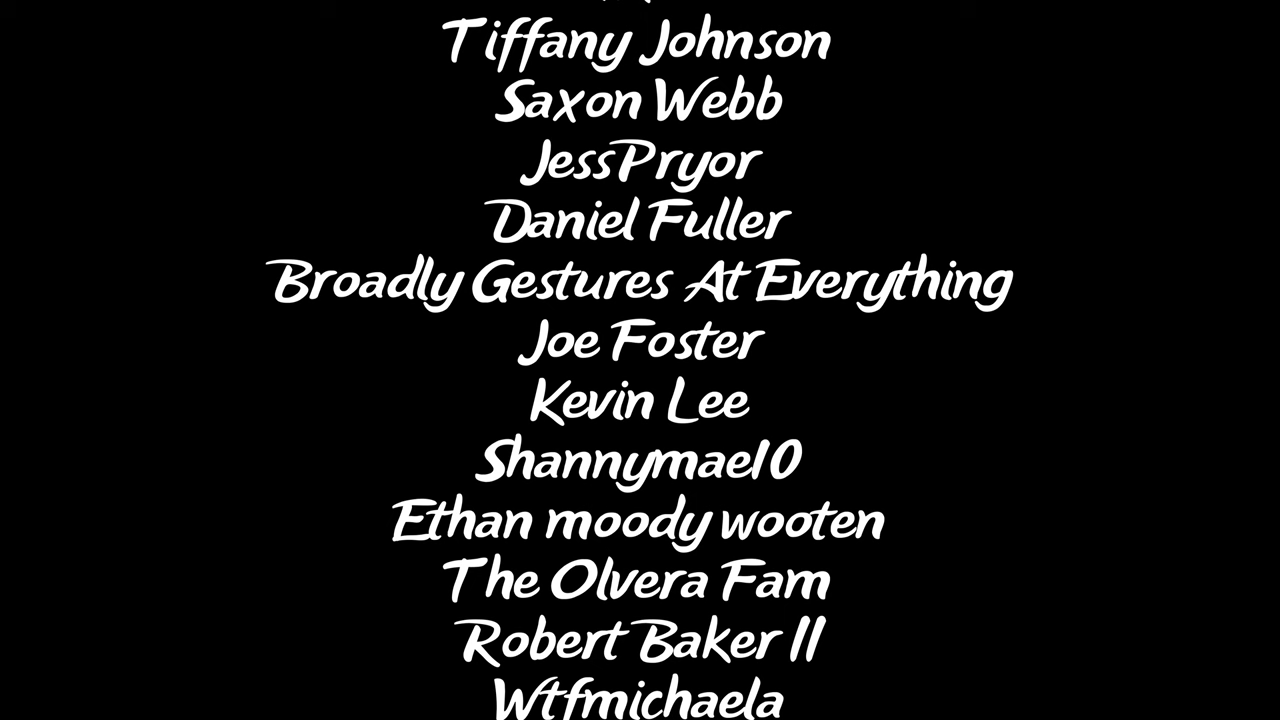 Tiffany Johnson
Saxon Webb
JessPryor
Daniel Fuller
Broadly Gestures At Everything
Joe Foster
Kevin Lee
Shannymae10
Ethan moody wooten
The Olvera Fam
Robert Baker II
Wtfmichaela